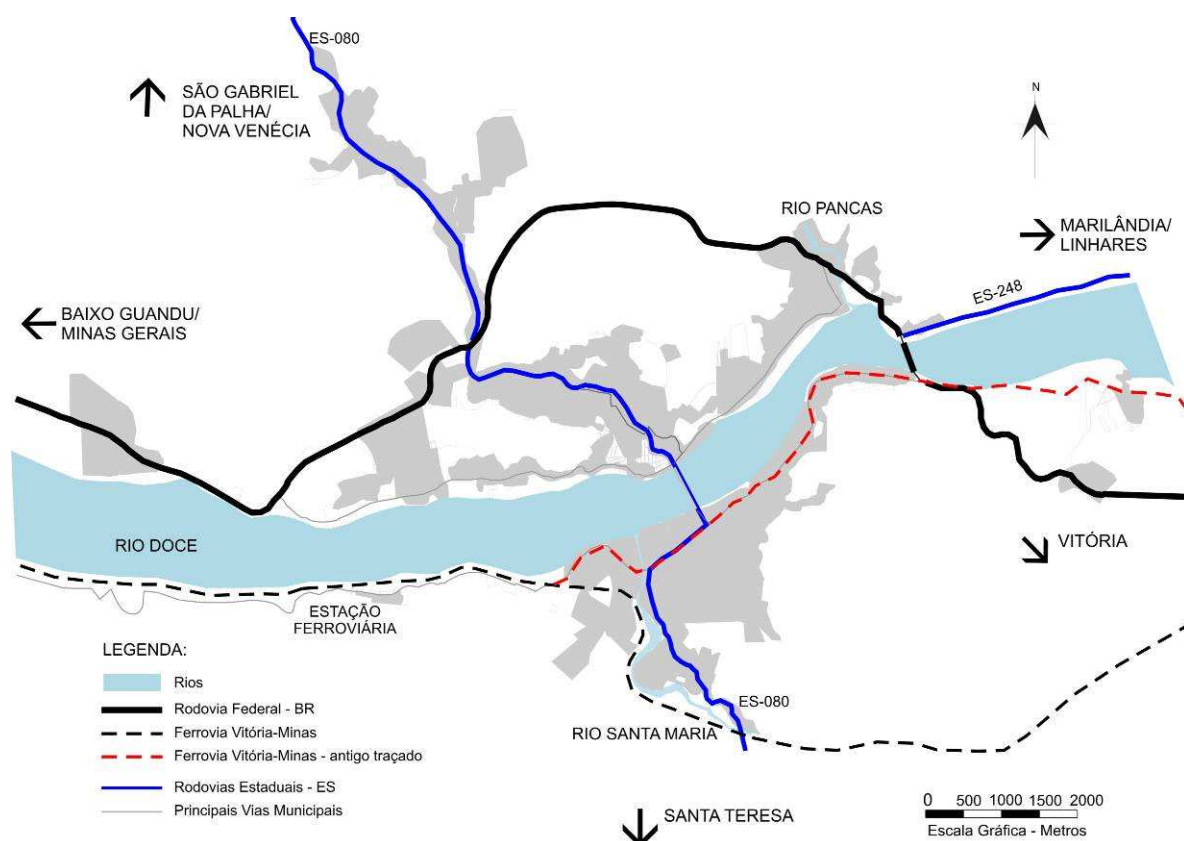 ES-080
SÃO GABRIEL
DA PALHA/
NOVA VENÉCIA
N
RIO PANCAS
MARILÂNDIA/
LINHARES
ES-248
BAIXO GUANDU/
MINAS GERAIS
RIO DOCE
VITÓRIA
ESTAÇÃO
FERROVIÁRIA
LEGENDA:
Rios
Rodovia Federal - BR
Ferrovia Vitória-Minas
Ferrovia Vitória-Minas - antigo traçado
Rodovias Estaduais - ES
Principais Vias Municipais
ES-080
RIO SANTA MARIA
SANTA TERESA
0 500 1000 1500 2000
Escala Gráfica - Metros